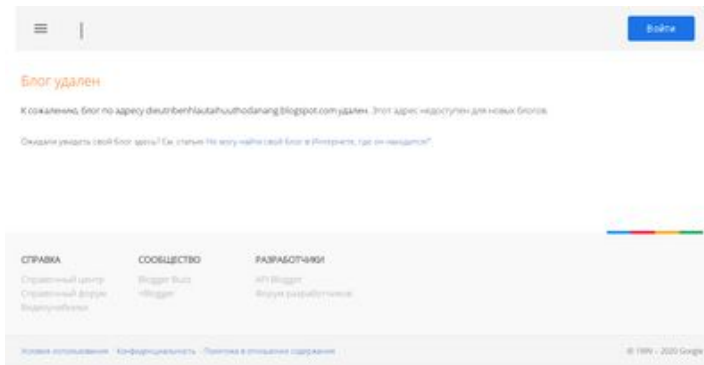 Войти
Блог удален
К сожалению, блог по адресу dieutribenhlautaihuuthodanang.blogspot.com удален. Этот адрес недоступен для новых блогов.
Ожидали увидеть свой блог здесь? См. статью Не могу найти свой блог в Интернете, где он находится?'.
СПРАВКА СООБЩЕСТВО РАЗРАБОТЧИКИ
Справочный центр Blogger Buzz API Blogger
Справочный форум +Blogger Форум разработчиков
Видеоучебники
Условия использования · Конфиденциальность · Политика в отношении содержания © 1999 – 2020 Google